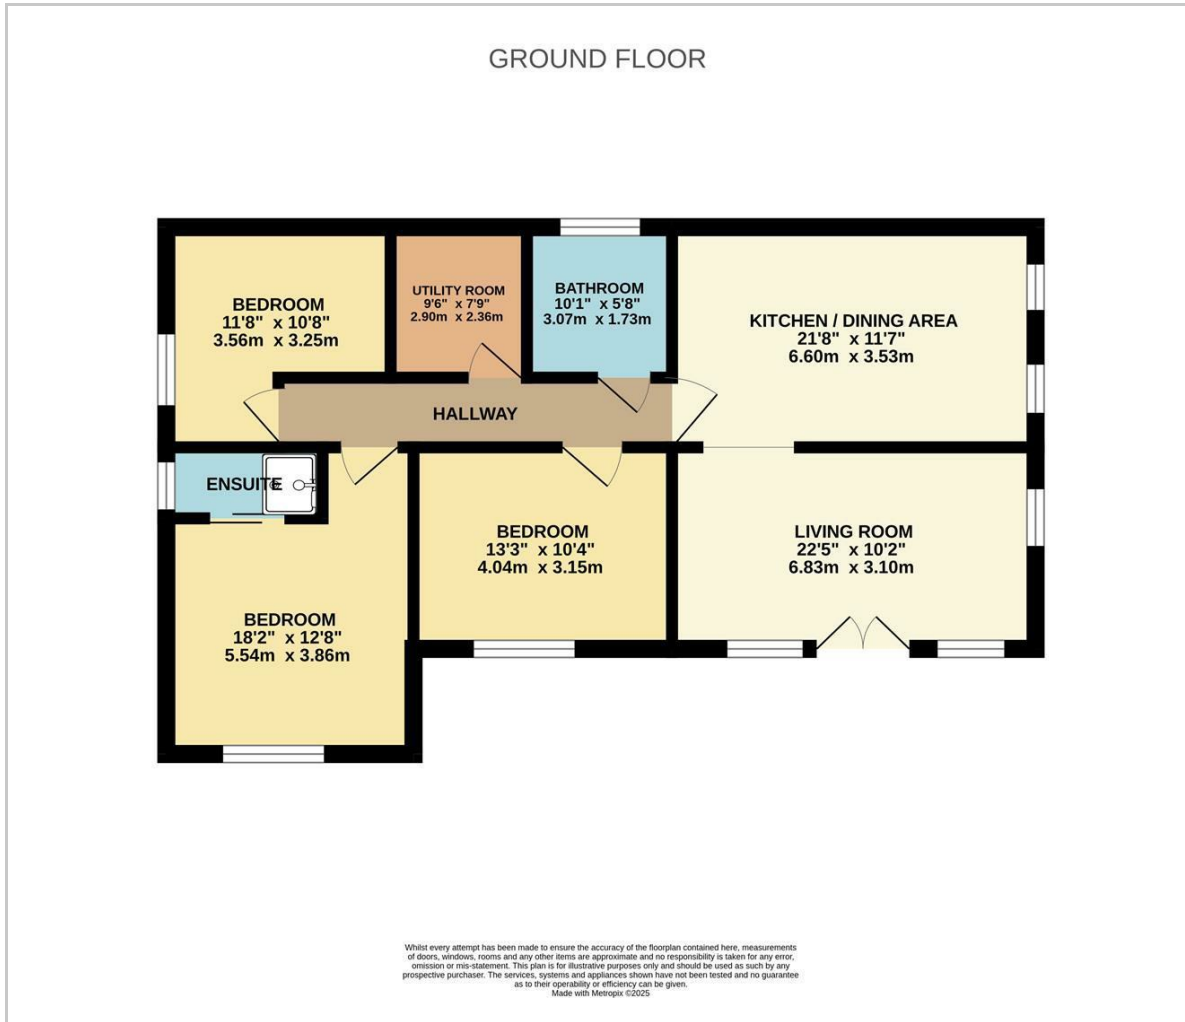 GROUND FLOOR
BEDROOM
11'8" x 10'8"
3.56m x 3.25m
UTILITY ROOM
9'6" x 7'9"
2.90m x 2.36m
BATHROOM
10'1" x 5'8"
3.07m x 1.73m
KITCHEN / DINING AREA
21'8" x 11'7"
6.60m x 3.53m
HALLWAY
ENSUITE
BEDROOM
18'2" x 12'8"
5.54m x 3.86m
BEDROOM
13'3" x 10'4"
4.04m x 3.15m
LIVING ROOM
22'5" x 10'2"
6.83m x 3.10m
Whilst every attempt has been made to ensure the accuracy of the floorplan contained here, measurements
of doors, windows, rooms and any other items are approximate and no responsibility is taken for any error,
omission or mis-statement. This plan is for illustrative purposes only and should be used as such by any
prospective purchaser. The services, systems and appliances shown have not been tested and no guarantee
as to their operability or efficiency can be given.
Made with Metropix ©2025